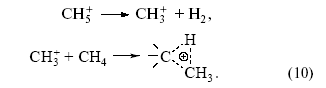 CH₅⁺ ⟶ CH₃⁺ + H₂,
H
CH₃⁺ + CH₄ ⟶ C ⊕
CH₃. (10)